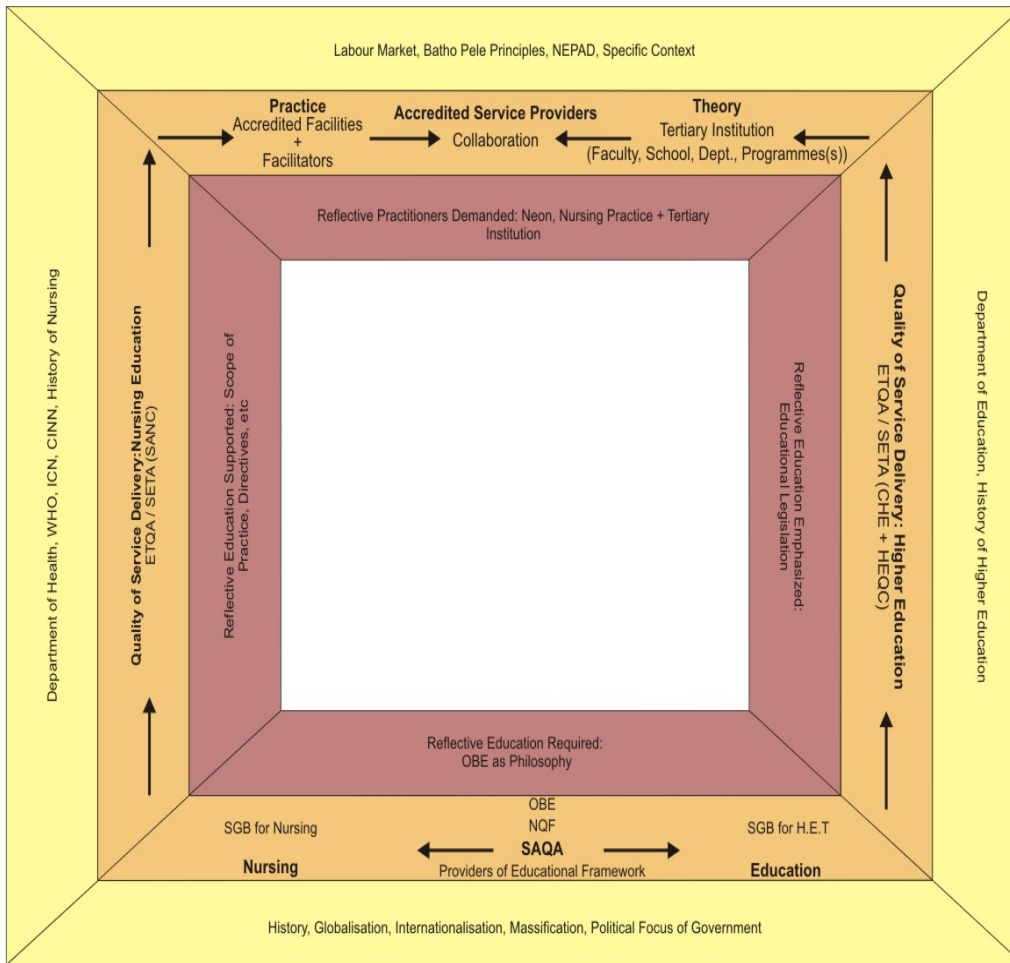 Labour Market, Batho Pele Principles, NEPAD, Specific Context
Practice
Accredited Facilities
+
Facilitators
Accredited Service Providers
Collaboration
Theory
Tertiary Institution
(Faculty, School, Dept., Programmes(s))
Reflective Practitioners Demanded: Neon, Nursing Practice + Tertiary
Institution
Department of Health, WHO, ICN, CINN, History of Nursing
Quality of Service Delivery:Nursing Education
ETQA / SETA (SANC)
Reflective Education Supported: Scope of
Practice, Directives, etc
Reflective Education Emphasized:
Educational Legislation
Quality of Service Delivery: Higher Education
ETQA / SETA (CHE + HEQC)
Department of Education, History of Higher Education
Reflective Education Required:
OBE as Philosophy
OBE
NQF
SAQA
Providers of Educational Framework
SGB for Nursing
Nursing
SGB for H.E.T
Education
History, Globalisation, Internationalisation, Massification, Political Focus of Government